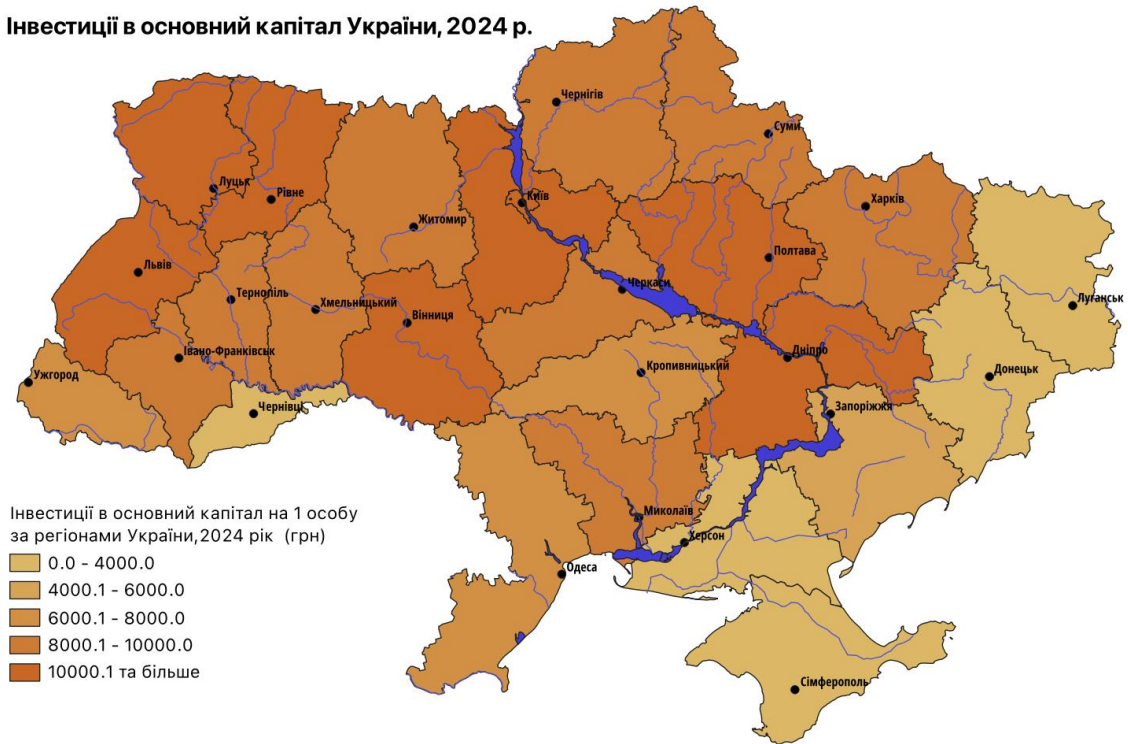 Інвестиції в основний капітал України, 2024 р.
Чернігів
Суми
Луцьк
Рівне
Київ
Харків
Житомир
Полтава
Львів
Тернопіль
Хмельницький
Черкаси
Луганськ
Вінниця
Івано-Франківськ
Дніпро
Ужгород
Кропивницький
Донецьк
Чернівці
Запоріжжя
Інвестиції в основний капітал на 1 особу
за регіонами України,2024 рік (грн)
0.0 - 4000.0
4000.1 - 6000.0
6000.1 - 8000.0
8000.1 - 10000.0
10000.1 та більше
Миколаїв
Херсон
Одеса
Сімферополь